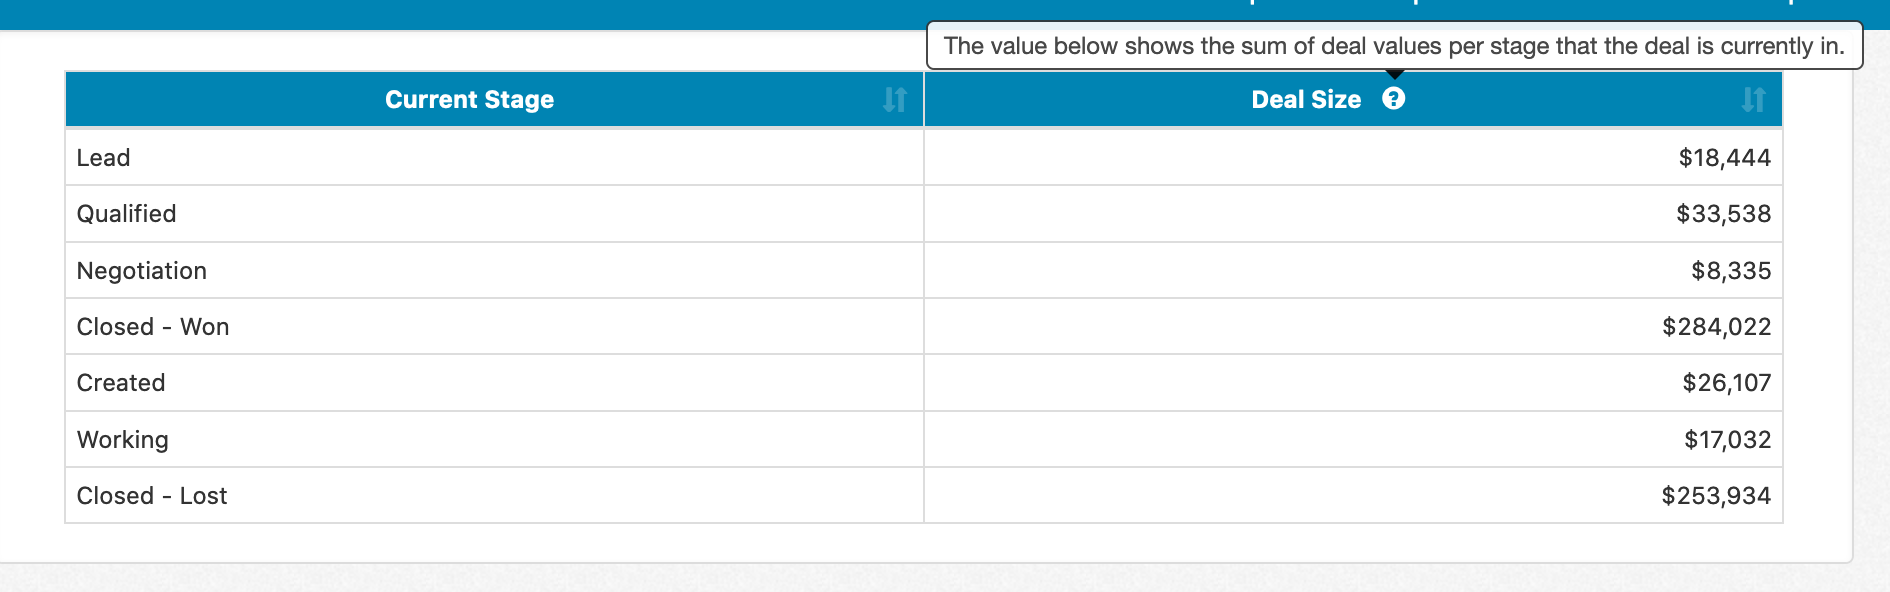 The value below shows the sum of deal values per stage that the deal is currently in.
Current Stage Deal Size ?
Lead $18,444
Qualified $33,538
Negotiation $8,335
Closed - Won $284,022
Created $26,107
Working $17,032
Closed - Lost $253,934